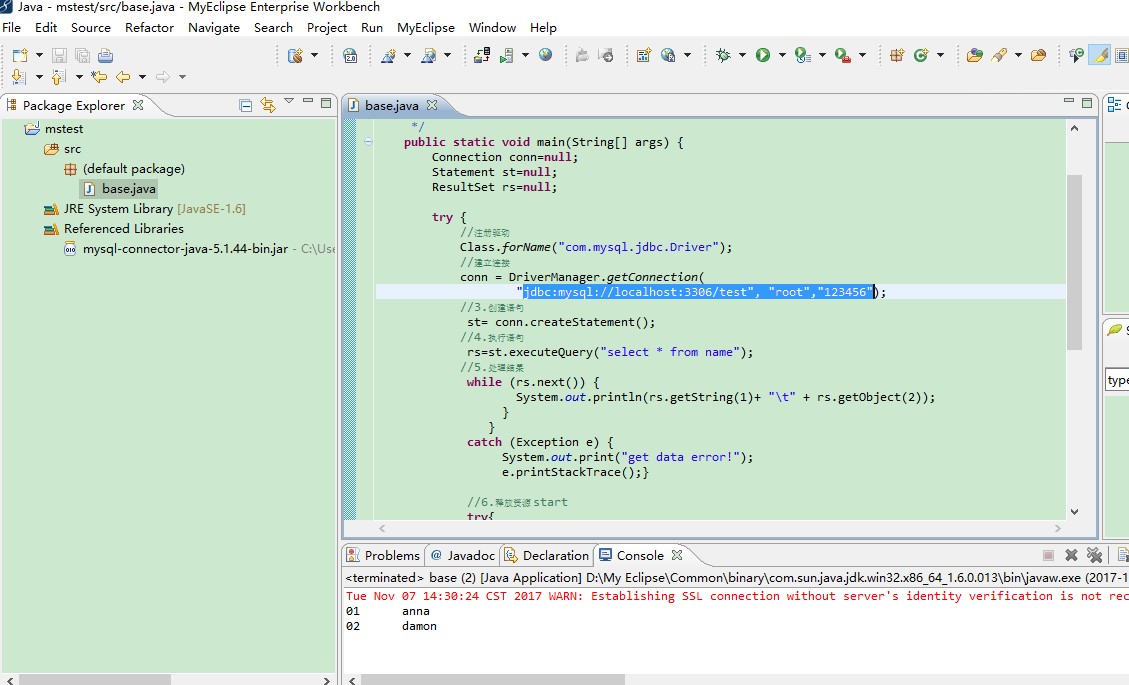 Java - mstest/src/base.java - MyEclipse Enterprise Workbench
File Edit Source Refactor Navigate Search Project Run MyEclipse Window Help
Package Explorer
mstest
src
(default package)
base.java
JRE System Library [JavaSE-1.6]
Referenced Libraries
mysql-connector-java-5.1.44-bin.jar - C:\Use
base.java
*/
public static void main(String[] args) {
Connection conn=null;
Statement st=null;
ResultSet rs=null;
try {
//注册驱动
Class.forName("com.mysql.jdbc.Driver");
//建立连接
conn = DriverManager.getConnection(
"jdbc:mysql://localhost:3306/test", "root","123456");
//3.创建语句
st= conn.createStatement();
//4.执行语句
rs=st.executeQuery("select * from name");
//5.处理结果
while (rs.next()) {
System.out.println(rs.getString(1)+ "\t" + rs.getObject(2));
}
}
catch (Exception e) {
System.out.print("get data error!");
e.printStackTrace();}
//6.释放资源 start
try{
type
Problems @ Javadoc Declaration Console
<terminated> base (2) [Java Application] D:\My Eclipse\Common\binary\com.sun.java.jdk.win32.x86_64_1.6.0.013\bin\javaw.exe (2017-1
Tue Nov 07 14:30:24 CST 2017 WARN: Establishing SSL connection without server's identity verification is not rec
01 anna
02 damon